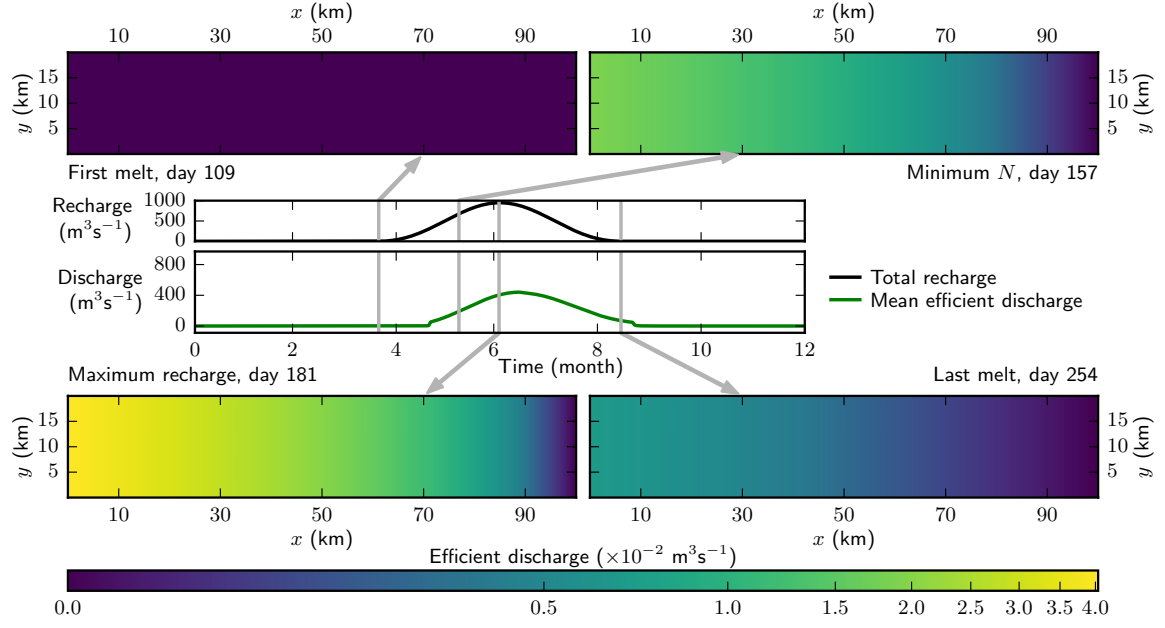 x (km) x (km)
10 30 50 70 90 10 30 50 70 90
y (km) 15 10 5 15 10 5 y (km)
First melt, day 109 Minimum N, day 157
Recharge (m³s⁻¹) 1000 500 0
Discharge (m³s⁻¹) 800 400 0
Total recharge
Mean efficient discharge
0 2 4 6 8 10 12
Time (month)
Maximum recharge, day 181 Last melt, day 254
y (km) 15 10 5 15 10 5 y (km)
10 30 50 70 90 10 30 50 70 90
x (km) x (km)
Efficient discharge (×10⁻² m³s⁻¹)
0.0 0.5 1.0 1.5 2.0 2.5 3.0 3.5 4.0